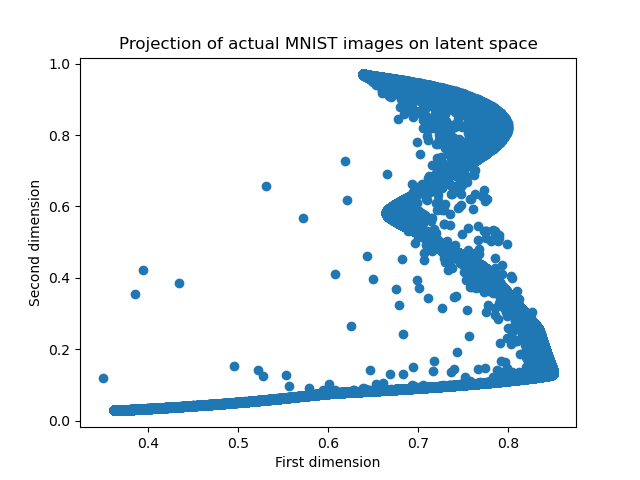 Projection of actual MNIST images on latent space
1.0
0.8
0.6
0.4
0.2
0.0
Second dimension
0.4 0.5 0.6 0.7 0.8
First dimension